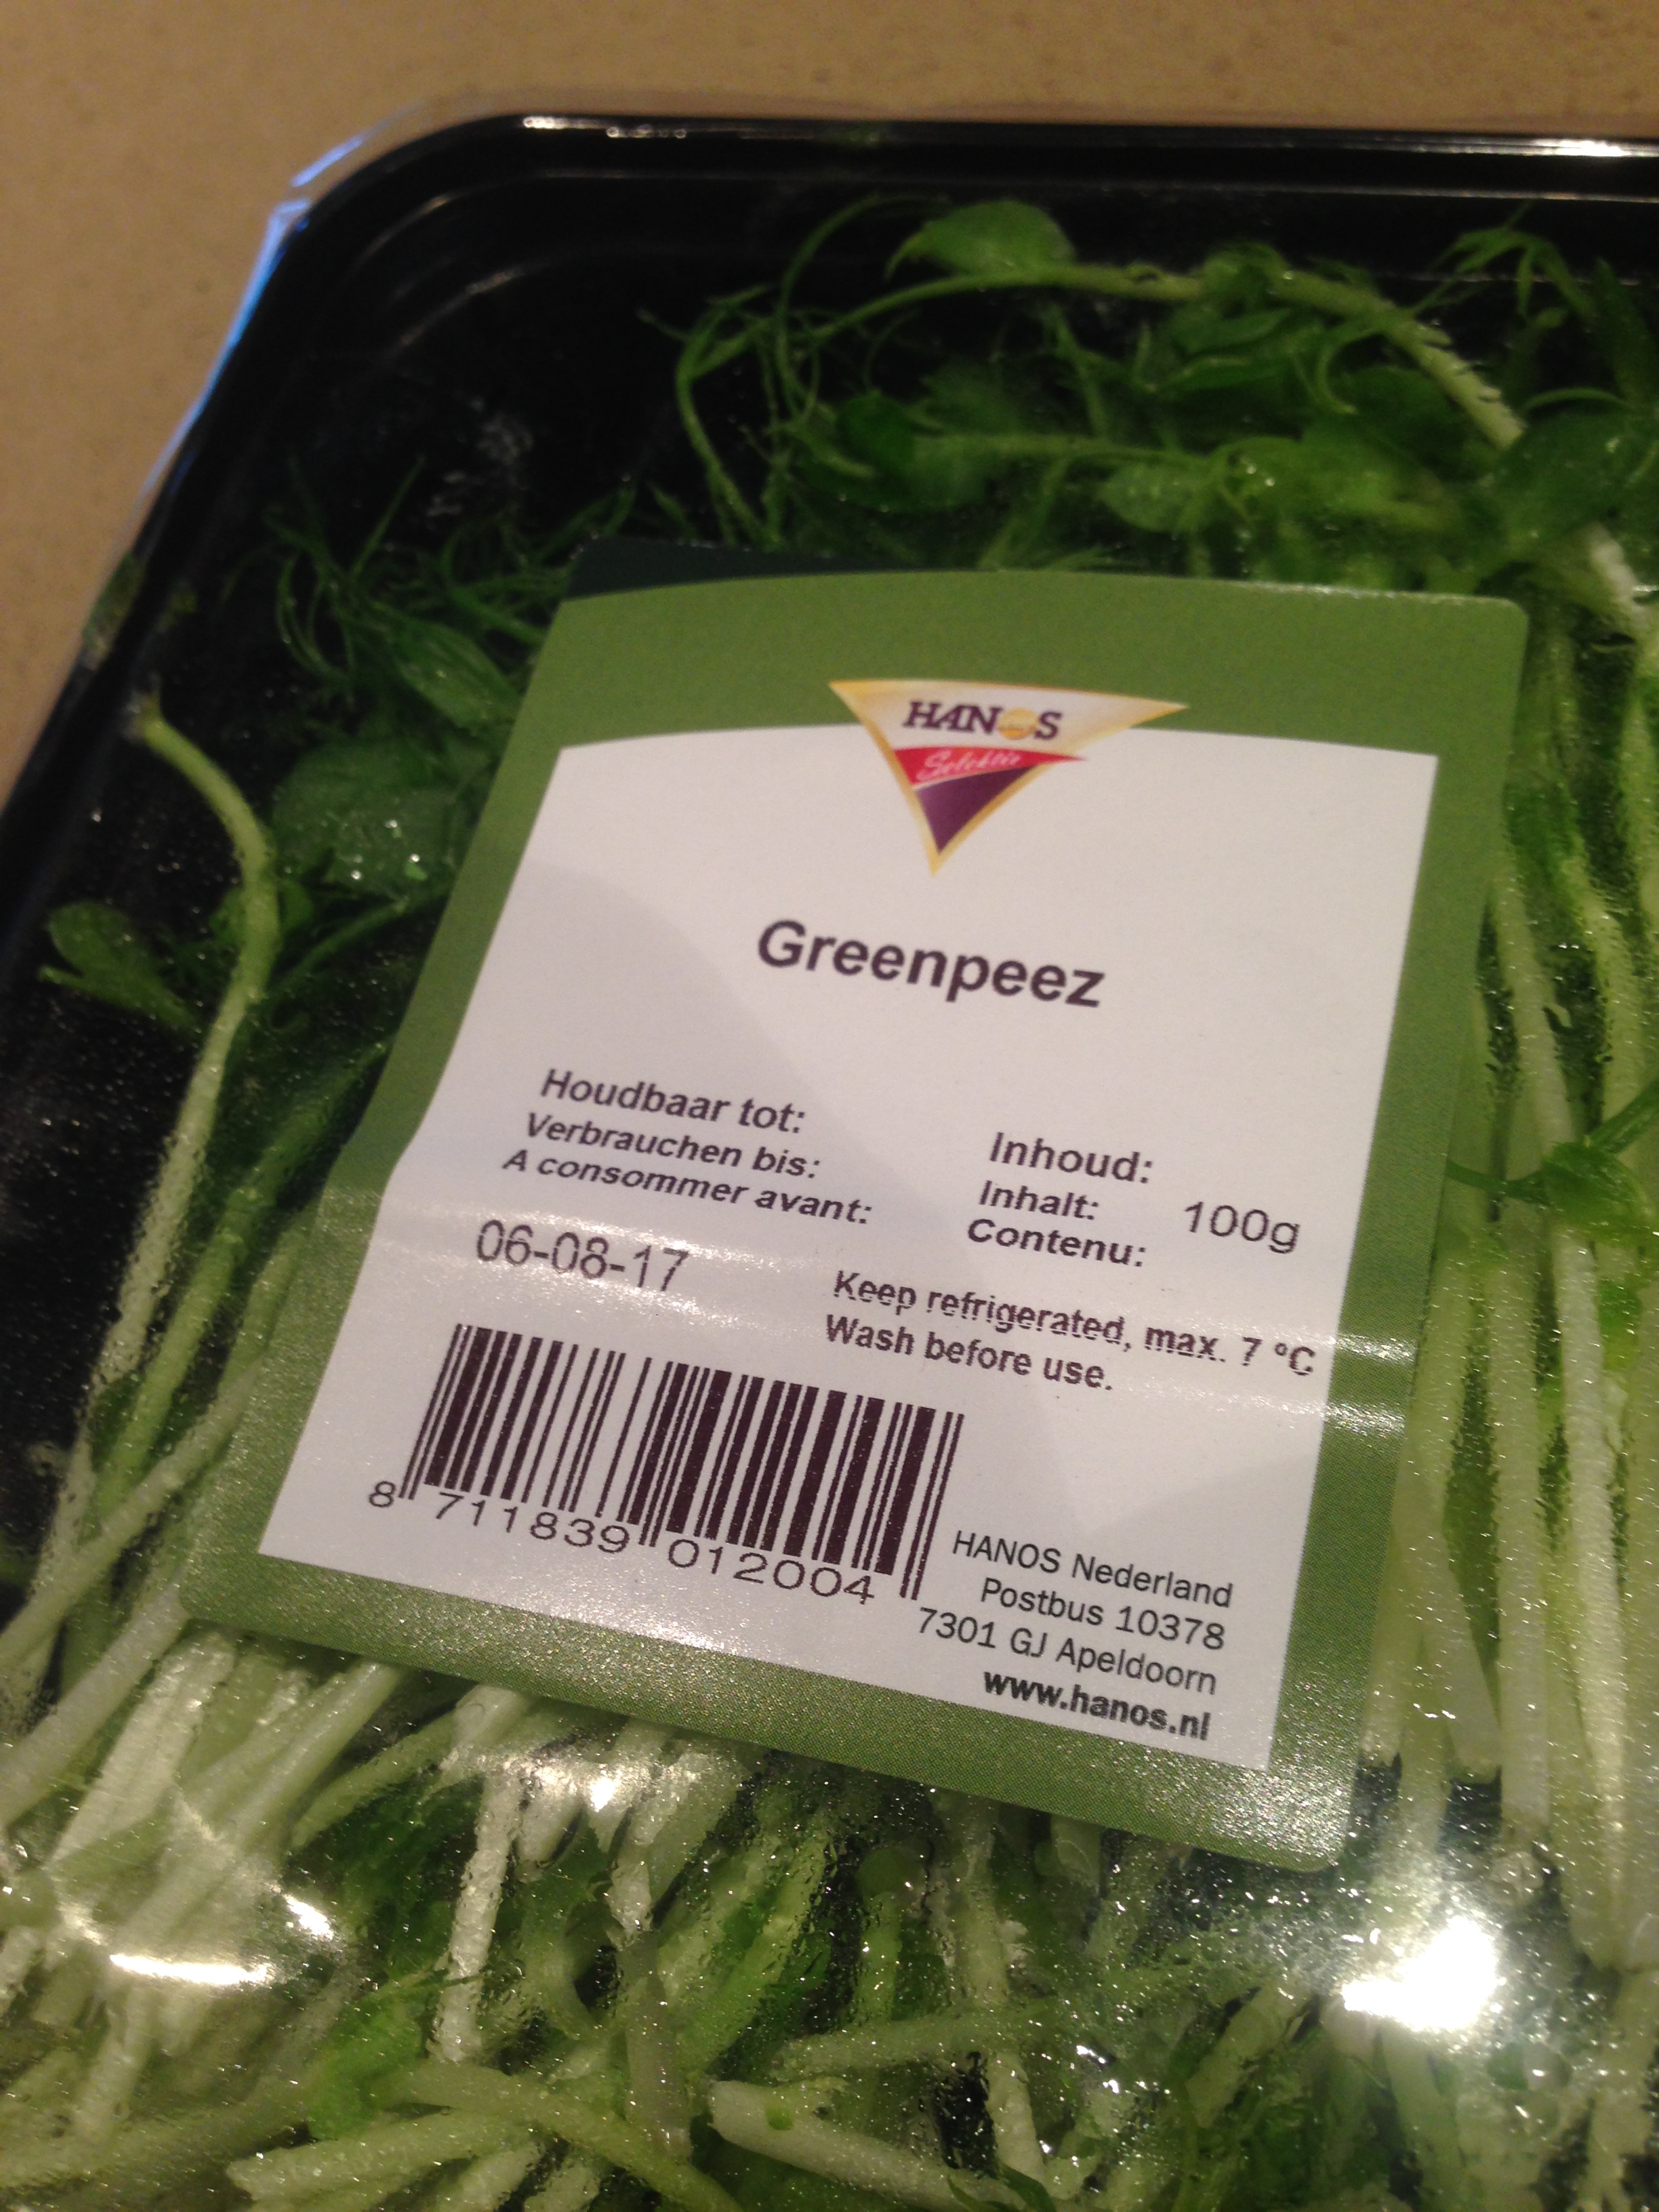 HANOS
Selektie
Greenpeez
Houdbaar tot:
Verbrauchen bis:
A consommer avant:
06-08-17
Inhoud:
Inhalt: 100g
Contenu:
Keep refrigerated, max. 7 °C
Wash before use.
8 711839 012004
HANOS Nederland
Postbus 10378
7301 GJ Apeldoorn
www.hanos.nl